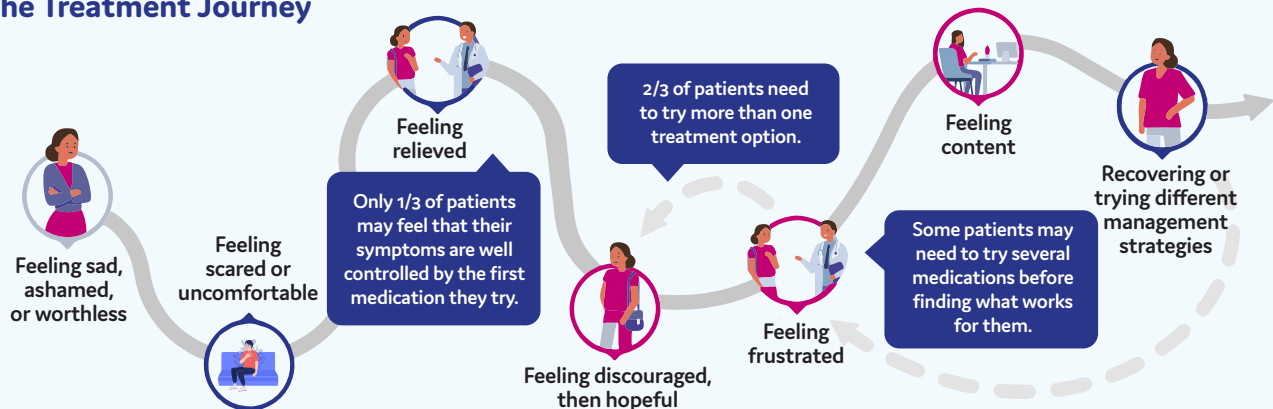 he Treatment Journey
Feeling sad,
ashamed,
or worthless
Feeling
scared or
uncomfortable
Feeling
relieved
Only 1/3 of patients
may feel that their
symptoms are well
controlled by the first
medication they try.
Feeling discouraged,
then hopeful
2/3 of patients need
to try more than one
treatment option.
Feeling
frustrated
Some patients may
need to try several
medications before
finding what works
for them.
Feeling
content
Recovering or
trying different
management
strategies